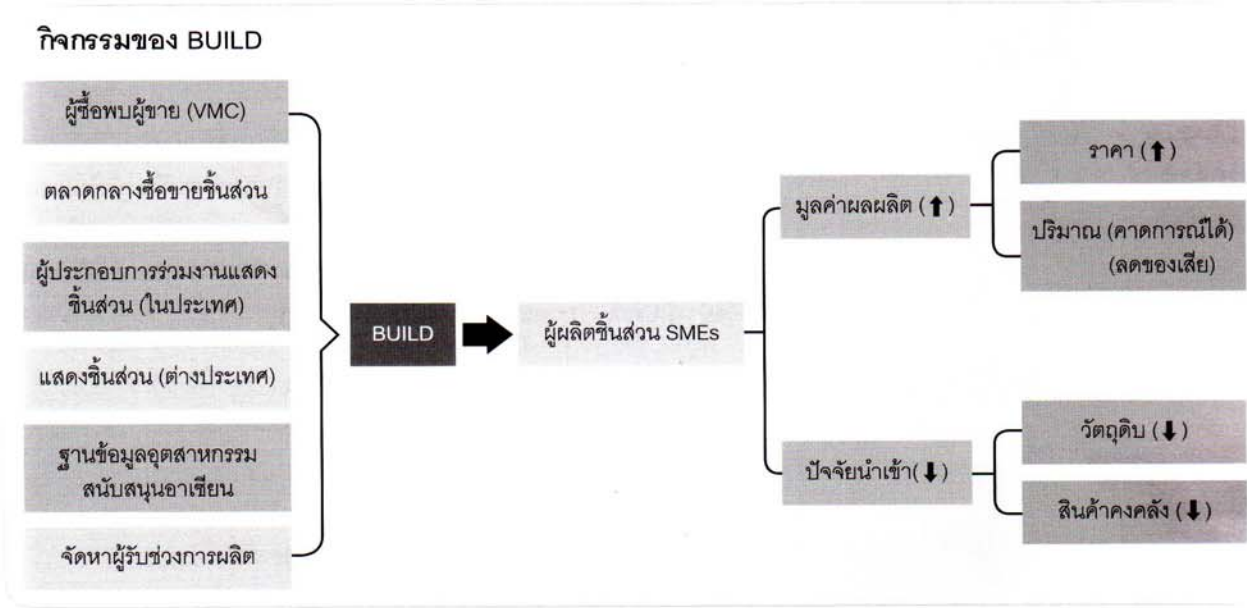 กิจกรรมของ BUILD
ผู้ซื้อพบผู้ขาย (VMC)
ตลาดกลางซื้อขายชิ้นส่วน
ผู้ประกอบการร่วมงานแสดง
ชิ้นส่วน (ในประเทศ)
แสดงชิ้นส่วน (ต่างประเทศ)
ฐานข้อมูลอุตสาหกรรม
สนับสนุนอาเซียน
จัดหาผู้รับช่วงการผลิต
BUILD
ผู้ผลิตชิ้นส่วน SMEs
มูลค่าผลผลิต (⬆)
ราคา (⬆)
ปริมาณ (คาดการณ์ได้)
(ลดของเสีย)
ปัจจัยนำเข้า(⬇)
วัตถุดิบ (⬇)
สินค้าคงคลัง (⬇)